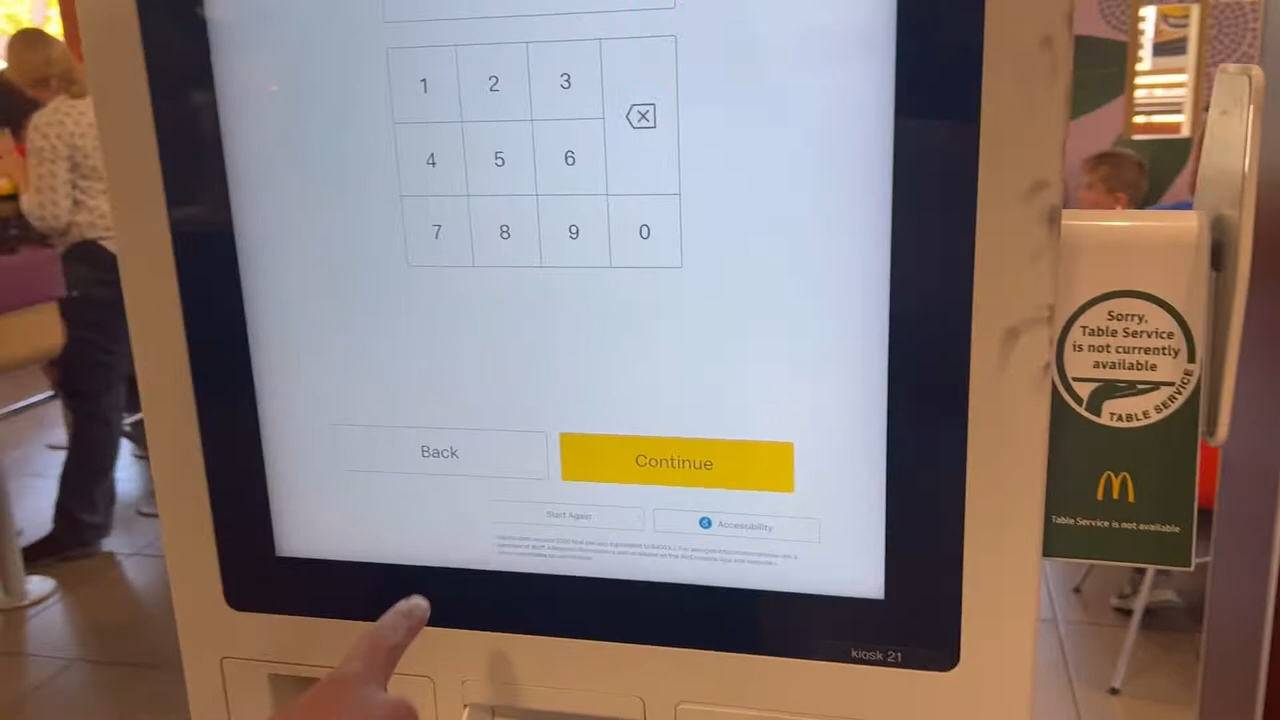 1 2 3
4 5 6
7 8 9 0
Back
Continue
Start Again
Accessibility
kiosk 21
Sorry,
Table Service
is not currently
available
TABLE SERVICE
Table Service is not available